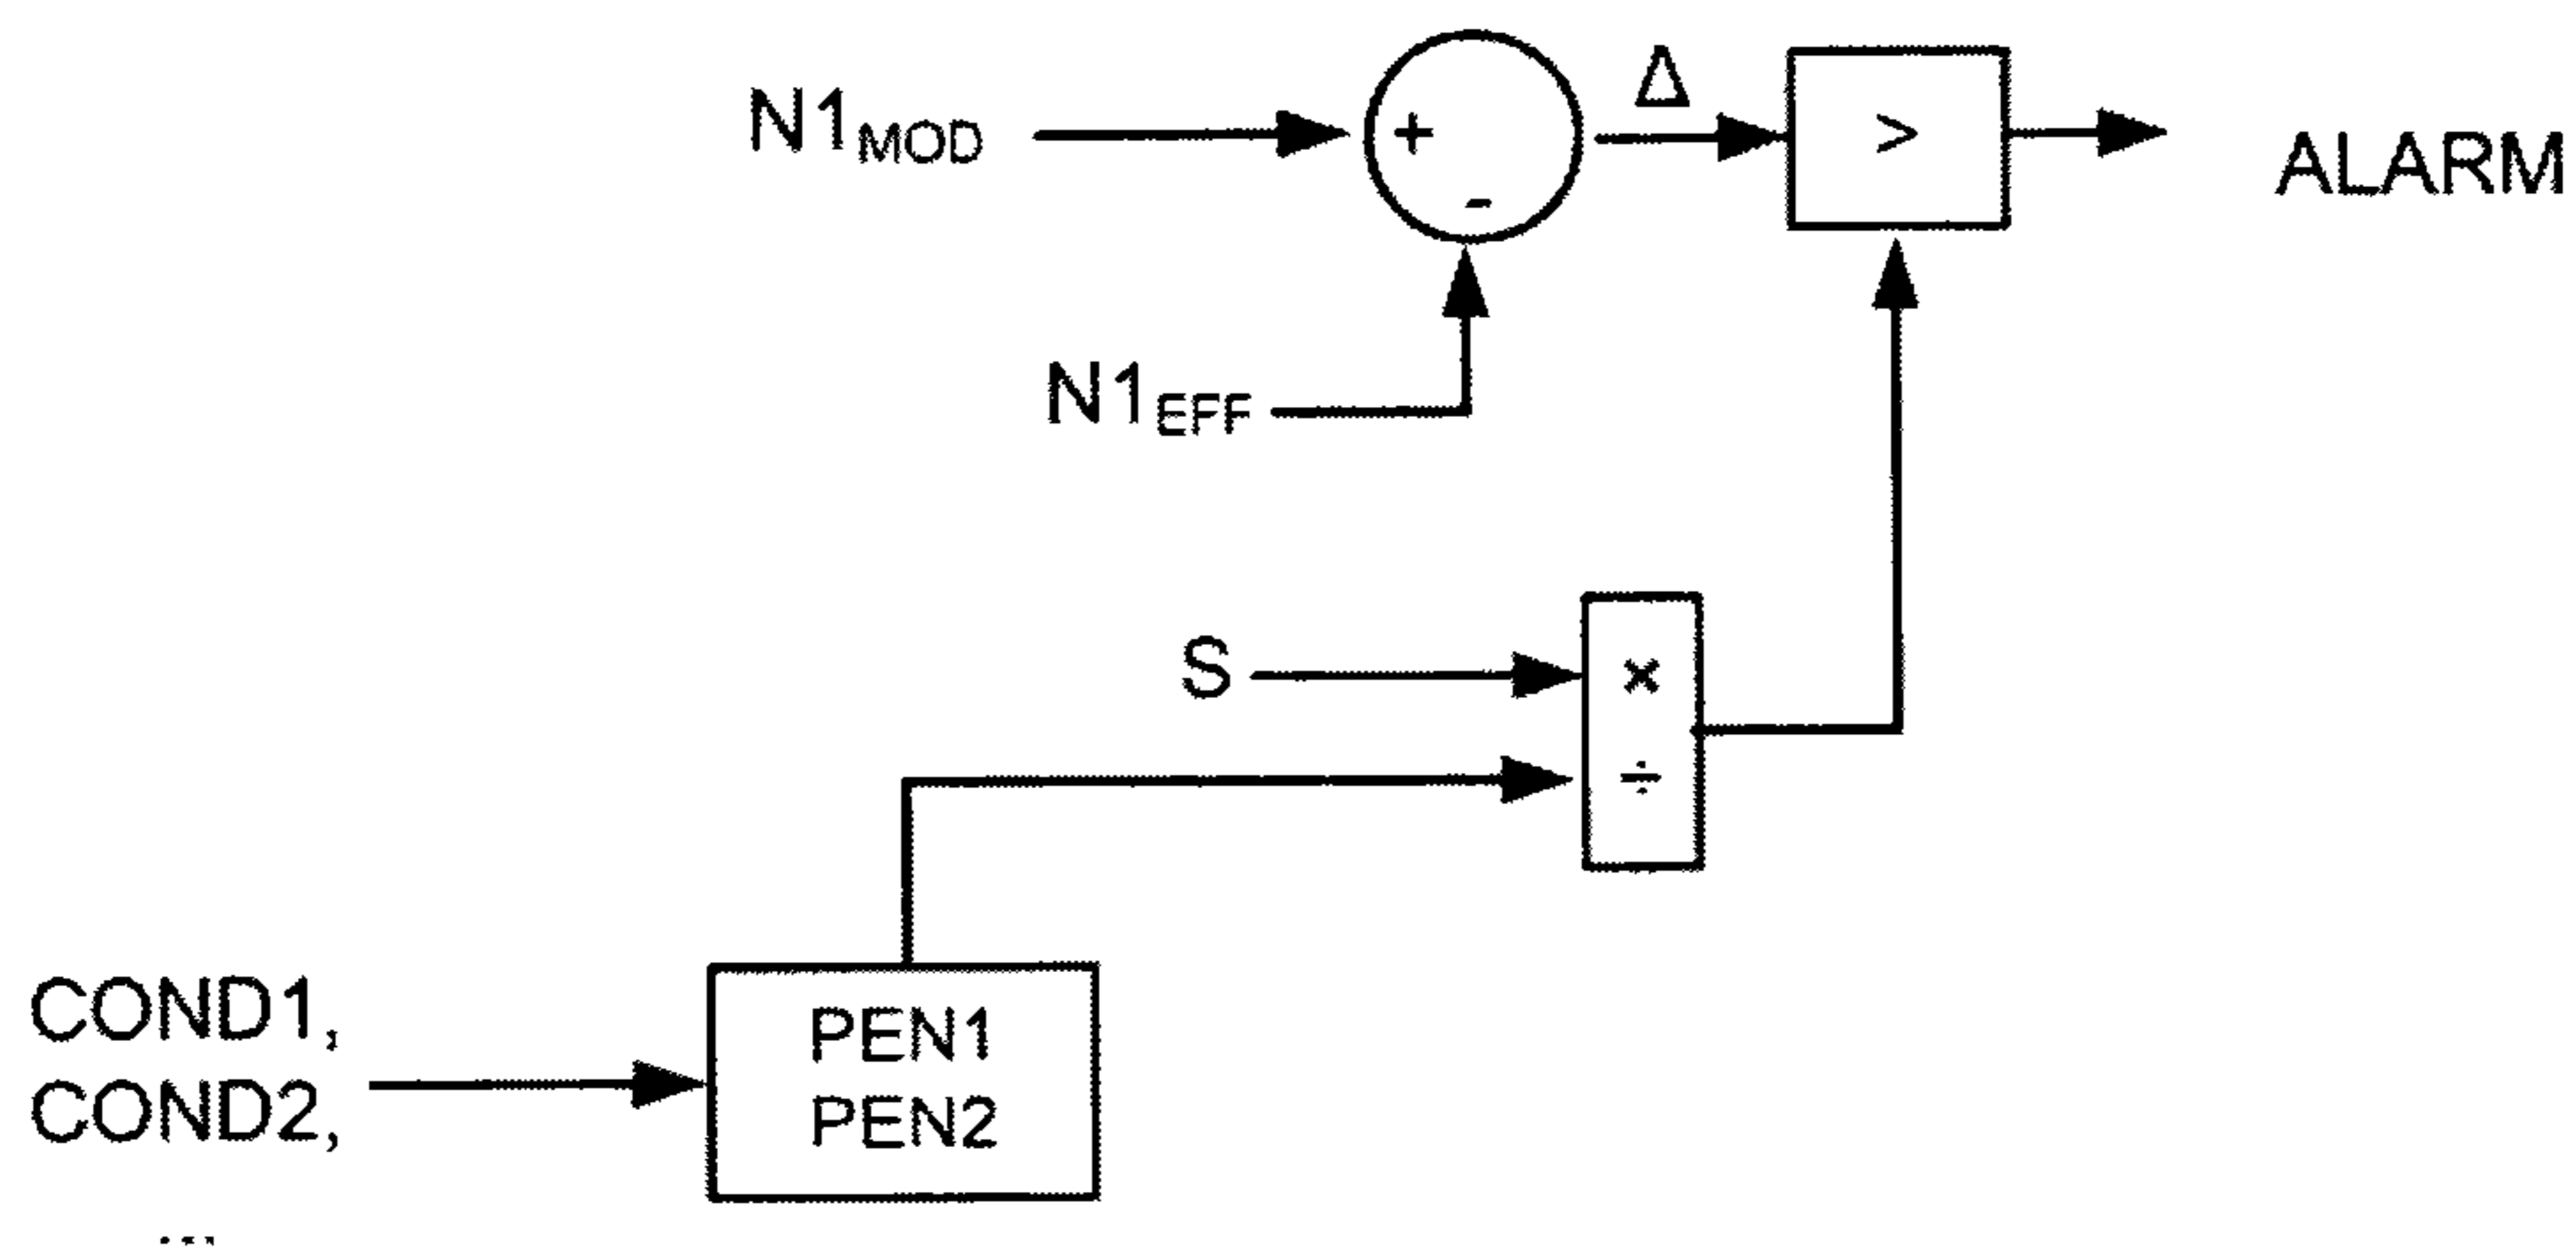 N1MOD
+
-
Δ
>
ALARM
N1EFF
S
×
÷
COND1,
COND2,
...
PEN1
PEN2